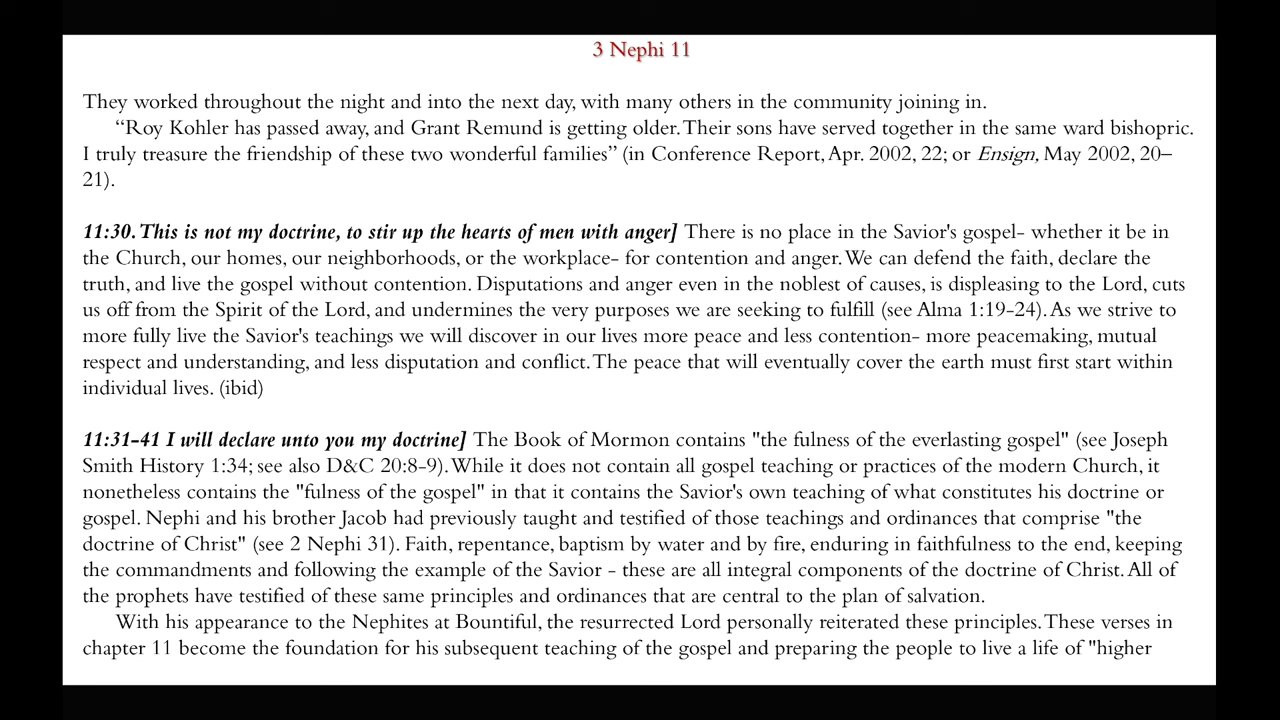 3 Nephi 11
They worked throughout the night and into the next day, with many others in the community joining in.
“Roy Kohler has passed away, and Grant Remund is getting older. Their sons have served together in the same ward bishopric.
I truly treasure the friendship of these two wonderful families” (in Conference Report, Apr. 2002, 22; or Ensign, May 2002, 20–
21).
11:30. This is not my doctrine, to stir up the hearts of men with anger] There is no place in the Savior's gospel- whether it be in
the Church, our homes, our neighborhoods, or the workplace- for contention and anger. We can defend the faith, declare the
truth, and live the gospel without contention. Disputations and anger even in the noblest of causes, is displeasing to the Lord, cuts
us off from the Spirit of the Lord, and undermines the very purposes we are seeking to fulfill (see Alma 1:19-24). As we strive to
more fully live the Savior's teachings we will discover in our lives more peace and less contention- more peacemaking, mutual
respect and understanding, and less disputation and conflict. The peace that will eventually cover the earth must first start within
individual lives. (ibid)
11:31-41 I will declare unto you my doctrine] The Book of Mormon contains "the fulness of the everlasting gospel" (see Joseph
Smith History 1:34; see also D&C 20:8-9). While it does not contain all gospel teaching or practices of the modern Church, it
nonetheless contains the "fulness of the gospel" in that it contains the Savior's own teaching of what constitutes his doctrine or
gospel. Nephi and his brother Jacob had previously taught and testified of those teachings and ordinances that comprise "the
doctrine of Christ" (see 2 Nephi 31). Faith, repentance, baptism by water and by fire, enduring in faithfulness to the end, keeping
the commandments and following the example of the Savior - these are all integral components of the doctrine of Christ. All of
the prophets have testified of these same principles and ordinances that are central to the plan of salvation.
With his appearance to the Nephites at Bountiful, the resurrected Lord personally reiterated these principles. These verses in
chapter 11 become the foundation for his subsequent teaching of the gospel and preparing the people to live a life of "higher